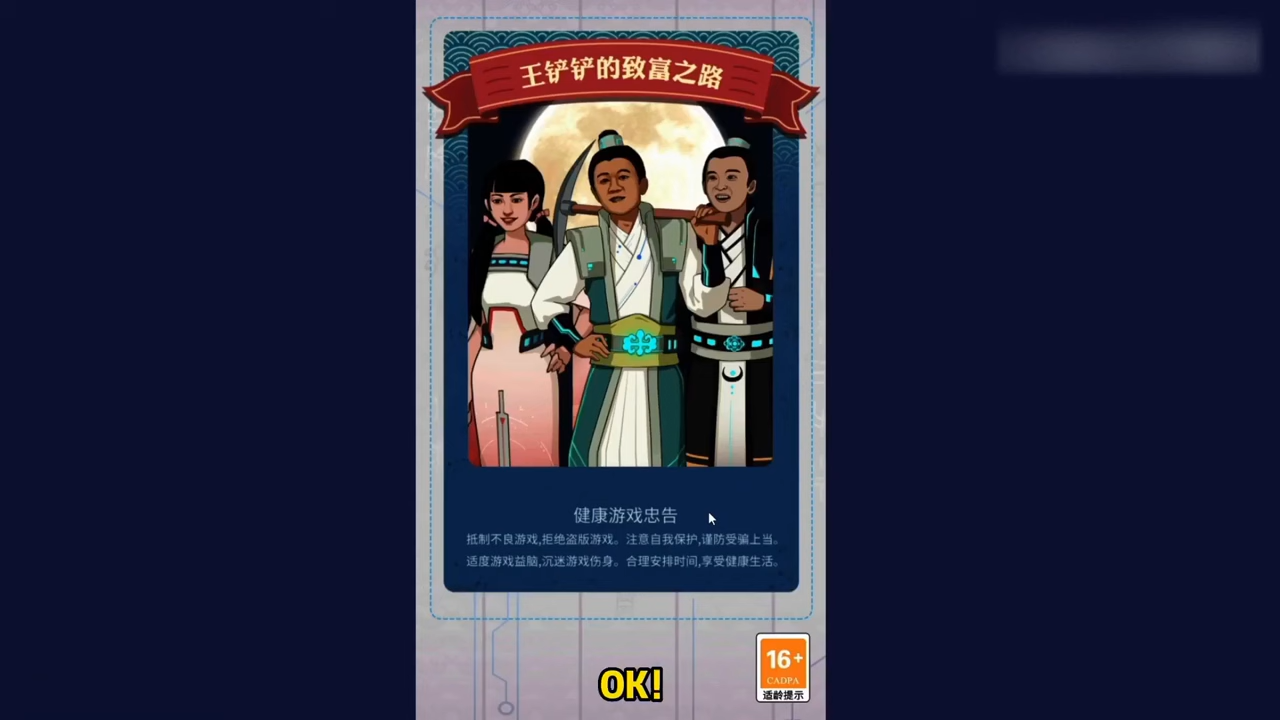 王铲铲的致富之路
健康游戏忠告
抵制不良游戏,拒绝盗版游戏。注意自我保护,谨防受骗上当。
适度游戏益脑,沉迷游戏伤身。合理安排时间,享受健康生活。
16+
CADPA
适龄提示
OK!